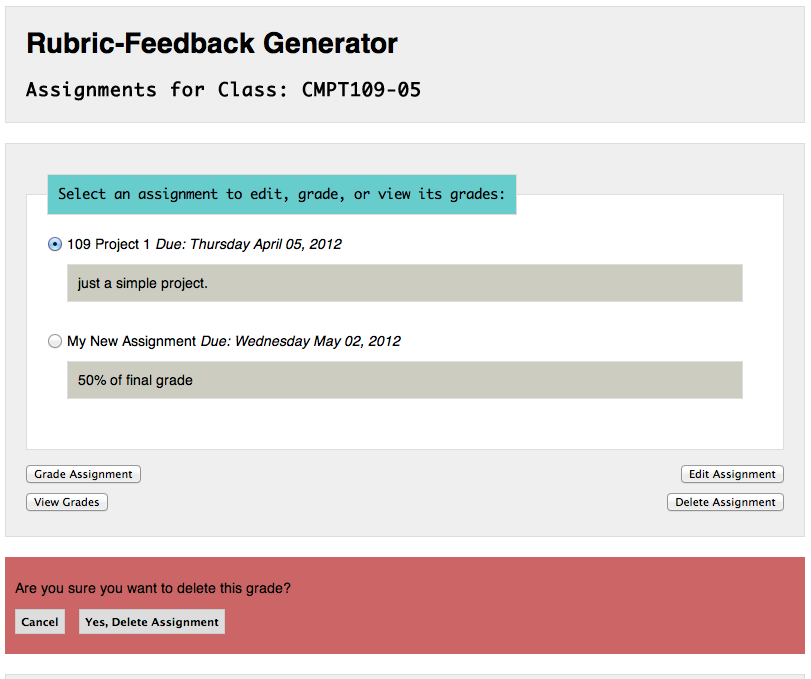 Rubric-Feedback Generator
Assignments for Class: CMPT109-05
Select an assignment to edit, grade, or view its grades:
109 Project 1 Due: Thursday April 05, 2012
just a simple project.
My New Assignment Due: Wednesday May 02, 2012
50% of final grade
Grade Assignment Edit Assignment
View Grades Delete Assignment
Are you sure you want to delete this grade?
Cancel Yes, Delete Assignment